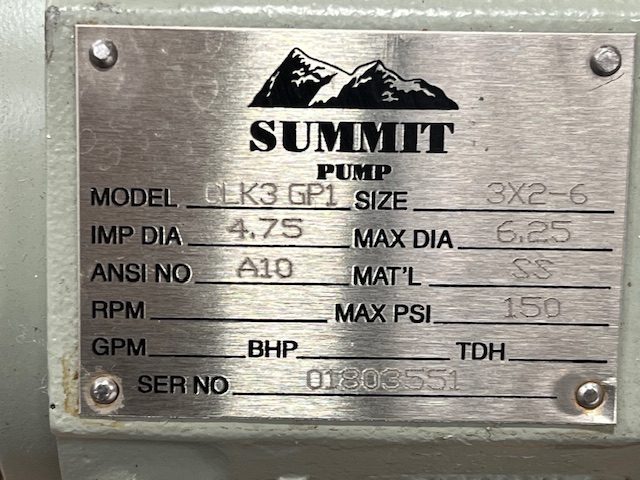 SUMMIT
PUMP
MODEL CLK3 GP1 SIZE 3X2-6
IMP DIA 4.75 MAX DIA 6.25
ANSI NO A10 MAT'L SS
RPM MAX PSI 150
GPM BHP TDH
SER NO 01803551